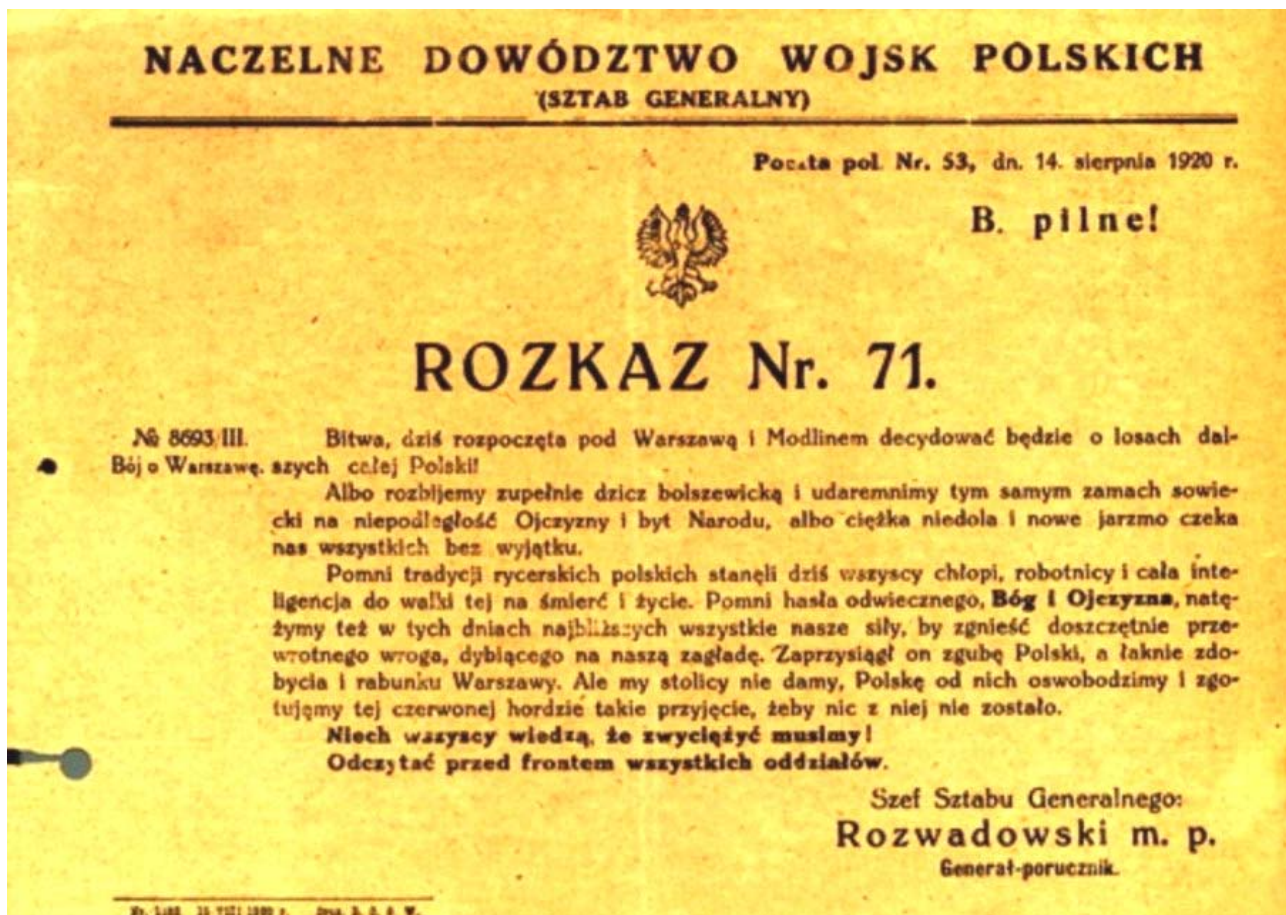 NACZELNE DOWÓDZTWO WOJSK POLSKICH
(SZTAB GENERALNY)
Poczta pol. Nr. 53, dn. 14. sierpnia 1920 r.
B. pilne!
ROZKAZ Nr. 71.
№ 8693/III. Bitwa, dziś rozpoczęta pod Warszawą i Modlinem decydować będzie o losach dal-
Bój o Warszawę. szych całej Polski!
Albo rozbijemy zupełnie dzicz bolszewicką i udaremnimy tym samym zamach sowie-
cki na niepodległość Ojczyzny i byt Narodu, albo ciężka niedola i nowe jarzmo czeka
nas wszystkich bez wyjątku.
Pomni tradycji rycerskich polskich stanęli dziś wszyscy chłopi, robotnicy i cała inte-
ligencja do walki tej na śmierć i życie. Pomni hasła odwiecznego, Bóg i Ojczyzna, natę-
żymy też w tych dniach najbliższych wszystkie nasze siły, by zgnieść doszczętnie prze-
wrotnego wroga, dybiącego na naszą zagładę. Zaprzysiągł on zgubę Polski, a łaknie zdo-
bycia i rabunku Warszawy. Ale my stolicy nie damy, Polskę od nich oswobodzimy i zgo-
tujęmy tej czerwonej hordzie takie przyjęcie, żeby nic z niej nie zostało.
Niech wszyscy wiedzą, że zwyciężyć musimy!
Odczytać przed frontem wszystkich oddziałów.
Szef Sztabu Generalnego:
Rozwadowski m. p.
Generał-porucznik.